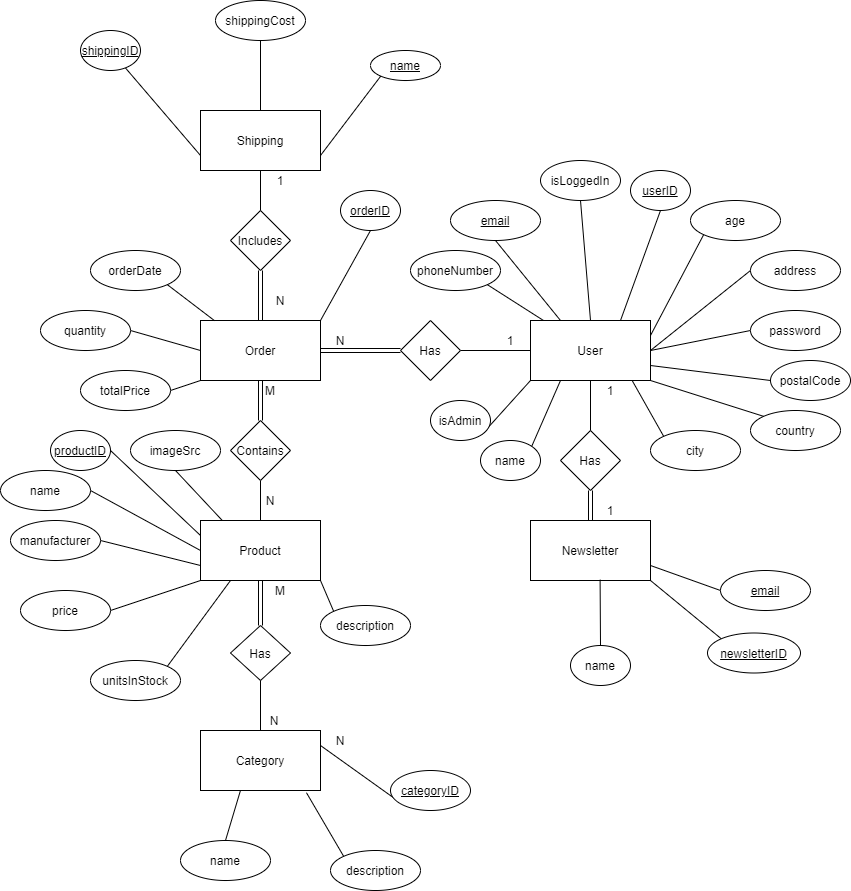 shippingCost
shippingID
name
Shipping
1
Includes
orderID
isLoggedIn
userID
email
age
orderDate
N
phoneNumber
address
quantity
Order
N
Has
1
User
password
totalPrice
M
1
postalCode
isAdmin
country
productID
imageSrc
Contains
name
Has
city
name
N
1
manufacturer
Product
Newsletter
price
M
description
email
unitsInStock
Has
name
newsletterID
N
N
Category
categoryID
name
description